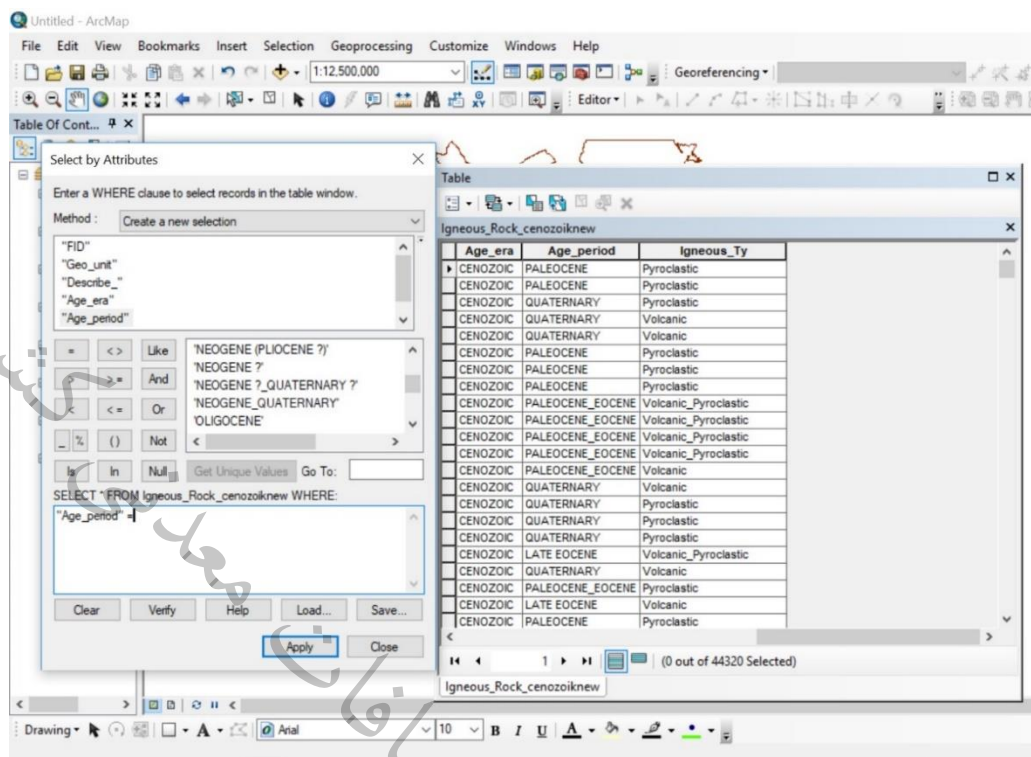 Untitled - ArcMap
File Edit View Bookmarks Insert Selection Geoprocessing Customize Windows Help
1:12,500,000 Georeferencing
Editor
Table Of Cont...
Select by Attributes
Enter a WHERE clause to select records in the table window.
Method : Create a new selection
"FID"
"Geo_unit"
"Describe_"
"Age_era"
"Age_period"
= <> Like
> >= And
< <= Or
_ % () Not
Is In Null
'NEOGENE (PLIOCENE ?)'
'NEOGENE ?'
'NEOGENE ?_QUATERNARY ?'
'NEOGENE_QUATERNARY'
'OLIGOCENE'
Get Unique Values Go To:
SELECT * FROM Igneous_Rock_cenozoiknew WHERE:
"Age_period" =
Clear Verify Help Load... Save...
Apply Close
Table
Igneous_Rock_cenozoiknew
Age_era Age_period Igneous_Ty
CENOZOIC PALEOCENE Pyroclastic
CENOZOIC PALEOCENE Pyroclastic
CENOZOIC QUATERNARY Pyroclastic
CENOZOIC QUATERNARY Volcanic
CENOZOIC QUATERNARY Volcanic
CENOZOIC PALEOCENE Pyroclastic
CENOZOIC PALEOCENE Pyroclastic
CENOZOIC PALEOCENE Pyroclastic
CENOZOIC PALEOCENE_EOCENE Volcanic_Pyroclastic
CENOZOIC PALEOCENE_EOCENE Volcanic_Pyroclastic
CENOZOIC PALEOCENE_EOCENE Volcanic_Pyroclastic
CENOZOIC PALEOCENE_EOCENE Volcanic_Pyroclastic
CENOZOIC PALEOCENE_EOCENE Volcanic
CENOZOIC QUATERNARY Volcanic
CENOZOIC QUATERNARY Pyroclastic
CENOZOIC QUATERNARY Pyroclastic
CENOZOIC QUATERNARY Pyroclastic
CENOZOIC LATE EOCENE Volcanic_Pyroclastic
CENOZOIC QUATERNARY Volcanic
CENOZOIC PALEOCENE_EOCENE Pyroclastic
CENOZOIC LATE EOCENE Volcanic
CENOZOIC PALEOCENE Pyroclastic
1 (0 out of 44320 Selected)
Igneous_Rock_cenozoiknew
Drawing A Arial 10 B I U A
معدنی